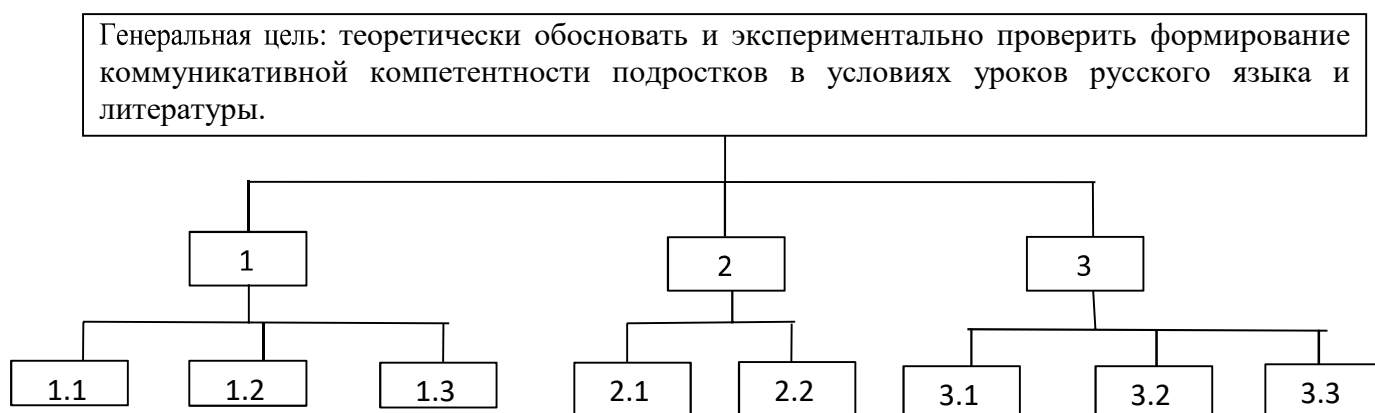 Генеральная цель: теоретически обосновать и экспериментально проверить формирование
коммуникативной компетентности подростков в условиях уроков русского языка и
литературы.
1 2 3
1.1 1.2 1.3 2.1 2.2 3.1 3.2 3.3